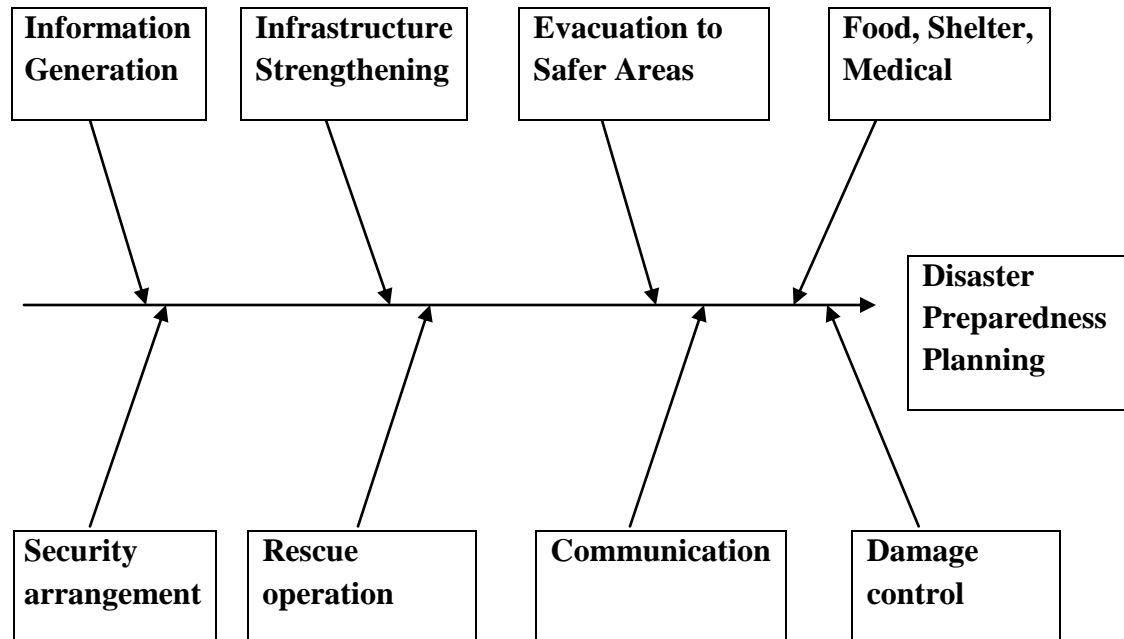 Information
Generation
Infrastructure
Strengthening
Evacuation to
Safer Areas
Food, Shelter,
Medical
Disaster
Preparedness
Planning
Security
arrangement
Rescue
operation
Communication
Damage
control